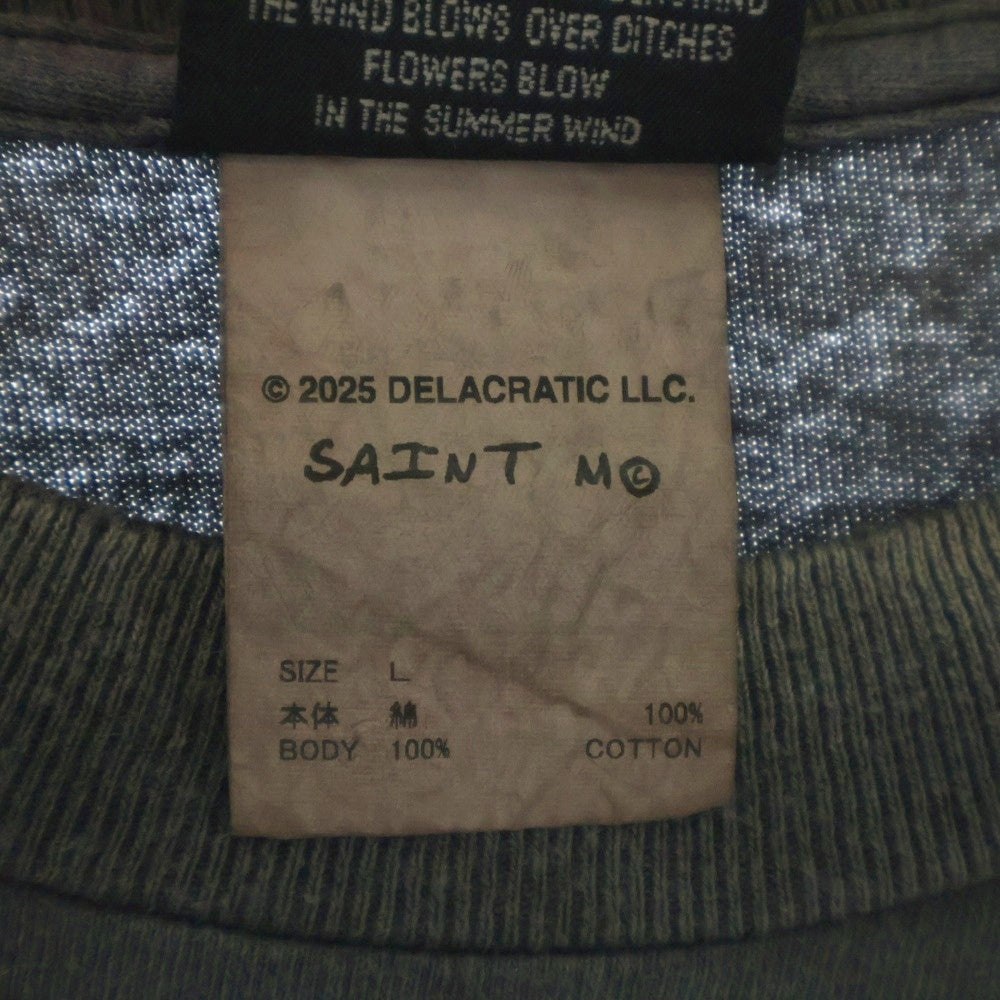 THE WIND BLOWS OVER DITCHES
FLOWERS BLOW
IN THE SUMMER WIND
© 2025 DELACRATIC LLC.
SAINT M©
SIZE L
本体 綿 100%
BODY 100% COTTON